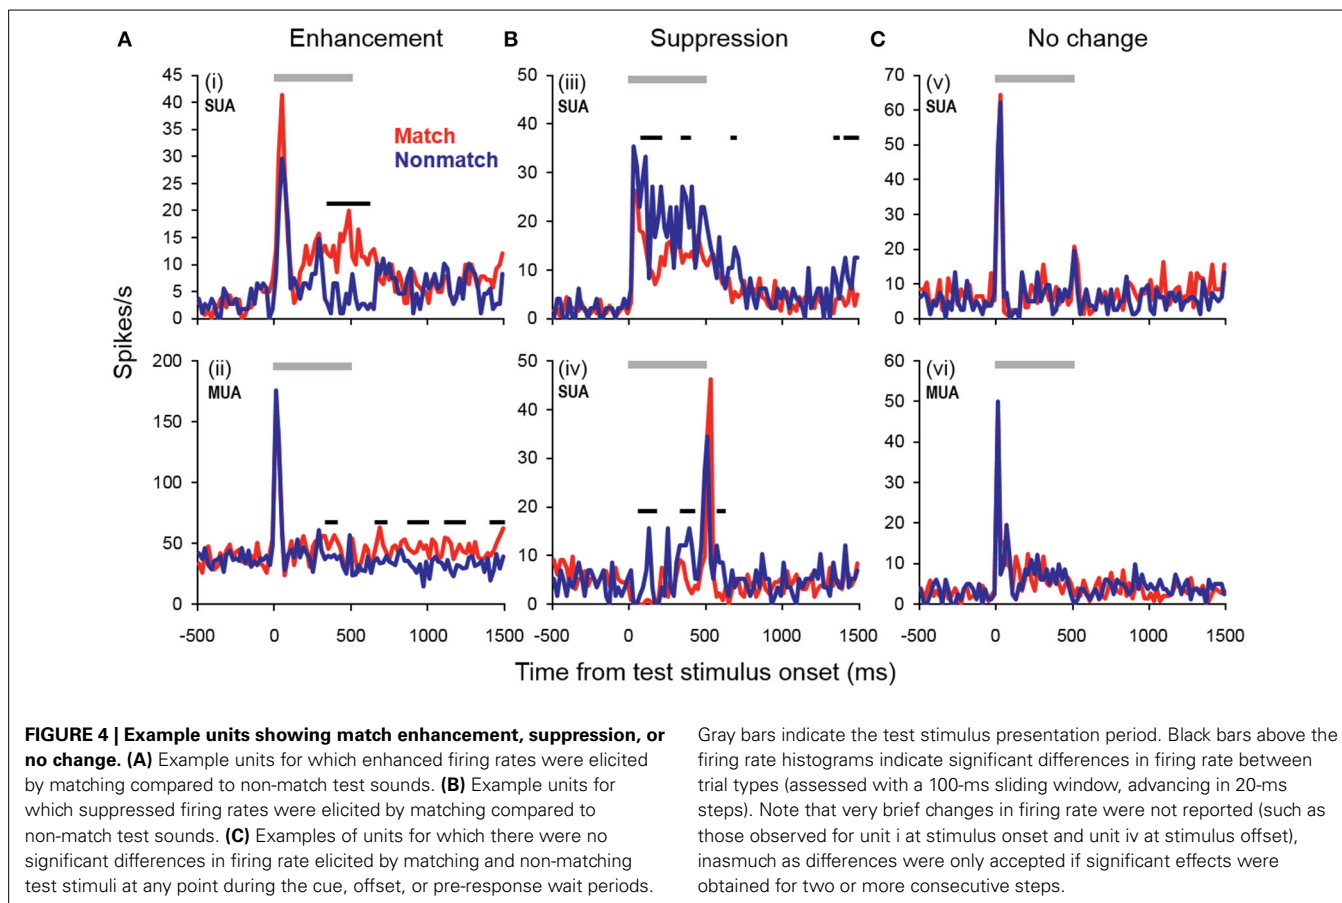 A Enhancement B Suppression C No change
45
40
35
30
25
20
15
10
5
0
(i)
SUA
Match
Nonmatch
50
40
30
20
10
0
(iii)
SUA
70
60
50
40
30
20
10
0
(v)
SUA
Spikes/s
200
150
100
50
0
(ii)
MUA
-500 0 500 1000 1500
50
40
30
20
10
0
(iv)
SUA
-500 0 500 1000 1500
60
50
40
30
20
10
0
(vi)
MUA
-500 0 500 1000 1500
Time from test stimulus onset (ms)
FIGURE 4 | Example units showing match enhancement, suppression, or
no change. (A) Example units for which enhanced firing rates were elicited
by matching compared to non-match test sounds. (B) Example units for
which suppressed firing rates were elicited by matching compared to
non-match test sounds. (C) Examples of units for which there were no
significant differences in firing rate elicited by matching and non-matching
test stimuli at any point during the cue, offset, or pre-response wait periods.
Gray bars indicate the test stimulus presentation period. Black bars above the
firing rate histograms indicate significant differences in firing rate between
trial types (assessed with a 100-ms sliding window, advancing in 20-ms
steps). Note that very brief changes in firing rate were not reported (such as
those observed for unit i at stimulus onset and unit iv at stimulus offset),
inasmuch as differences were only accepted if significant effects were
obtained for two or more consecutive steps.